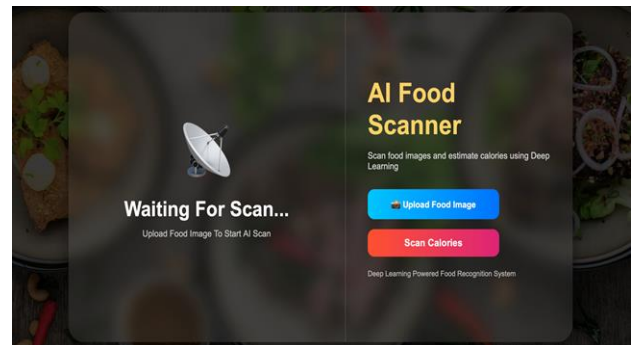 Waiting For Scan...
Upload Food Image To Start AI Scan
AI Food
Scanner
Scan food images and estimate calories using Deep
Learning
Upload Food Image
Scan Calories
Deep Learning Powered Food Recognition System